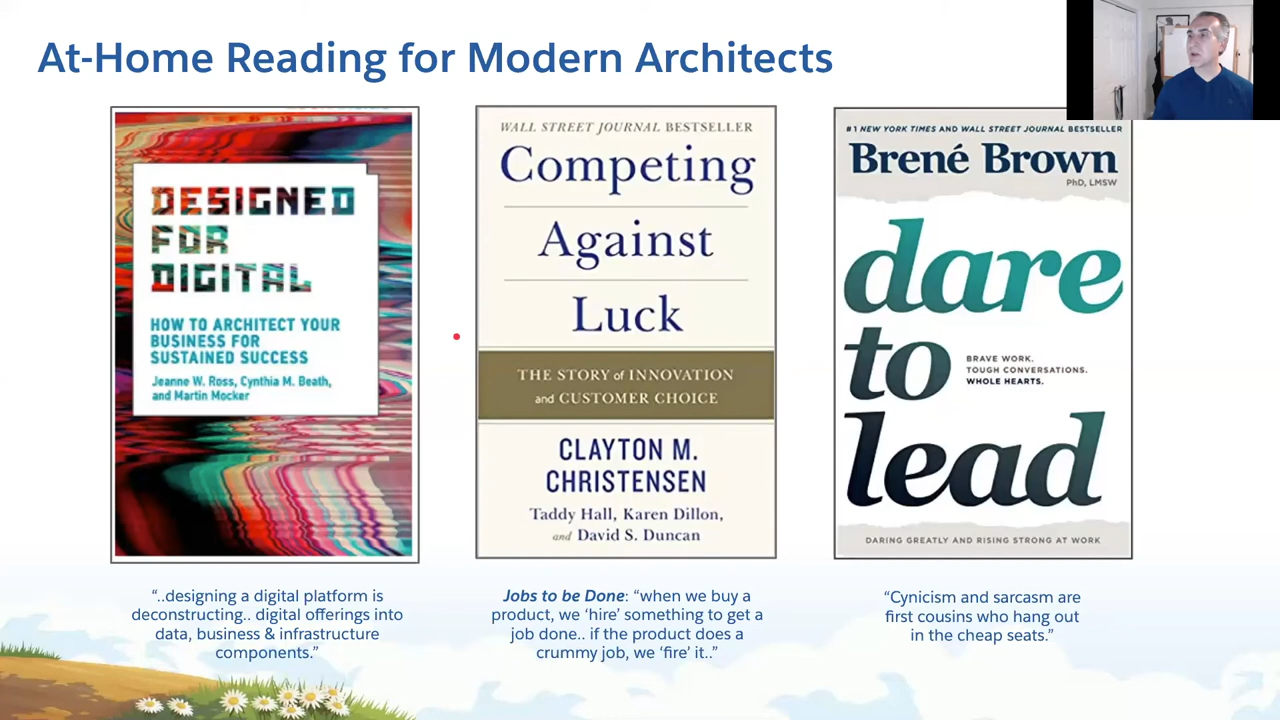 At-Home Reading for Modern Architects
DESIGNED
FOR
DIGITAL
HOW TO ARCHITECT YOUR
BUSINESS FOR
SUSTAINED SUCCESS
Jeanne W. Ross, Cynthia M. Beath,
and Martin Mocker
WALL STREET JOURNAL BESTSELLER
Competing
Against
Luck
THE STORY of INNOVATION
and CUSTOMER CHOICE
CLAYTON M.
CHRISTENSEN
Taddy Hall, Karen Dillon,
and David S. Duncan
#1 NEW YORK TIMES AND WALL STREET JOURNAL BESTSELLER
Brené Brown
PhD, LMSW
dare
to
lead
BRAVE WORK.
TOUGH CONVERSATIONS.
WHOLE HEARTS.
DARING GREATLY AND RISING STRONG AT WORK
“..designing a digital platform is
deconstructing.. digital offerings into
data, business & infrastructure
components.”
Jobs to be Done: “when we buy a
product, we ‘hire’ something to get a
job done.. if the product does a
crummy job, we ‘fire’ it..”
“Cynicism and sarcasm are
first cousins who hang out
in the cheap seats.”